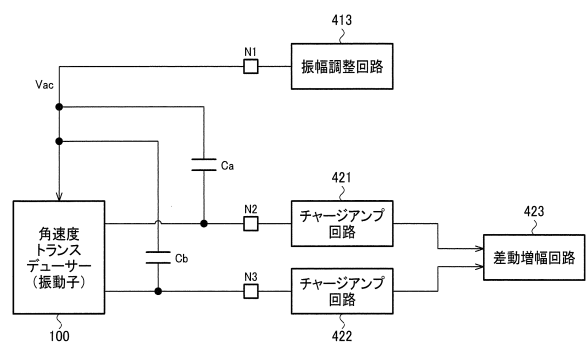 413
N1
振幅調整回路
Vac
Ca
421
N2
チャージアンプ
回路
423
差動増幅回路
角速度
トランス
デューサー
(振動子)
Cb
N3
チャージアンプ
回路
100
422